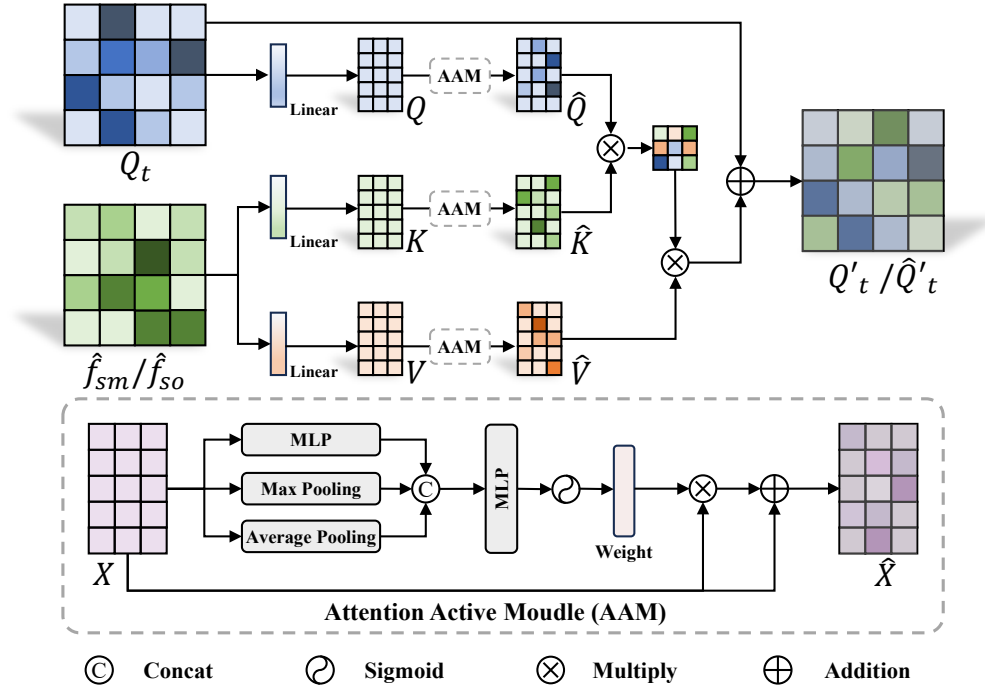 Q_t
Linear
Q
AAM
Q̂
Linear
K
AAM
K̂
f̂_sm/f̂_so
Linear
V
AAM
V̂
Q'_t /Q̂'_t
X
MLP
Max Pooling
Average Pooling
C
MLP
Weight
X̂
Attention Active Moudle (AAM)
C Concat
Sigmoid
Multiply
Addition